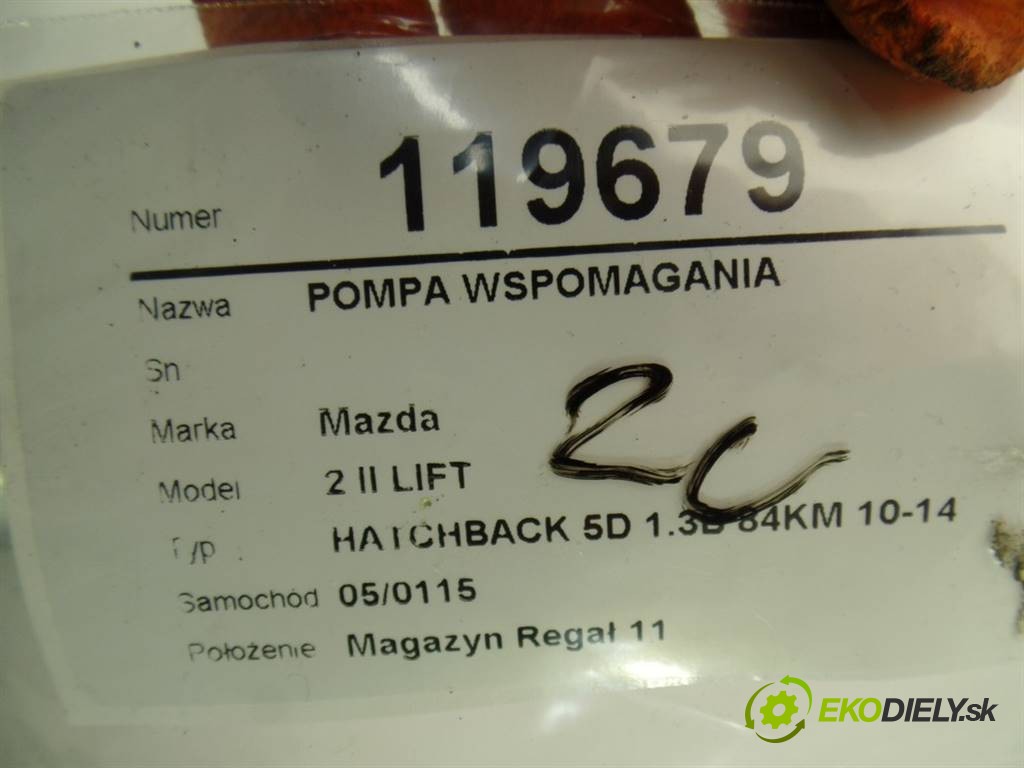 Numer 119679
Nazwa POMPA WSPOMAGANIA
Sn
Marka Mazda
Model 2 II LIFT
Typ HATCHBACK 5D 1.3B 84KM 10-14
Samochód 05/0115
Położenie Magazyn Regał 11
2C
EKODIELY.sk